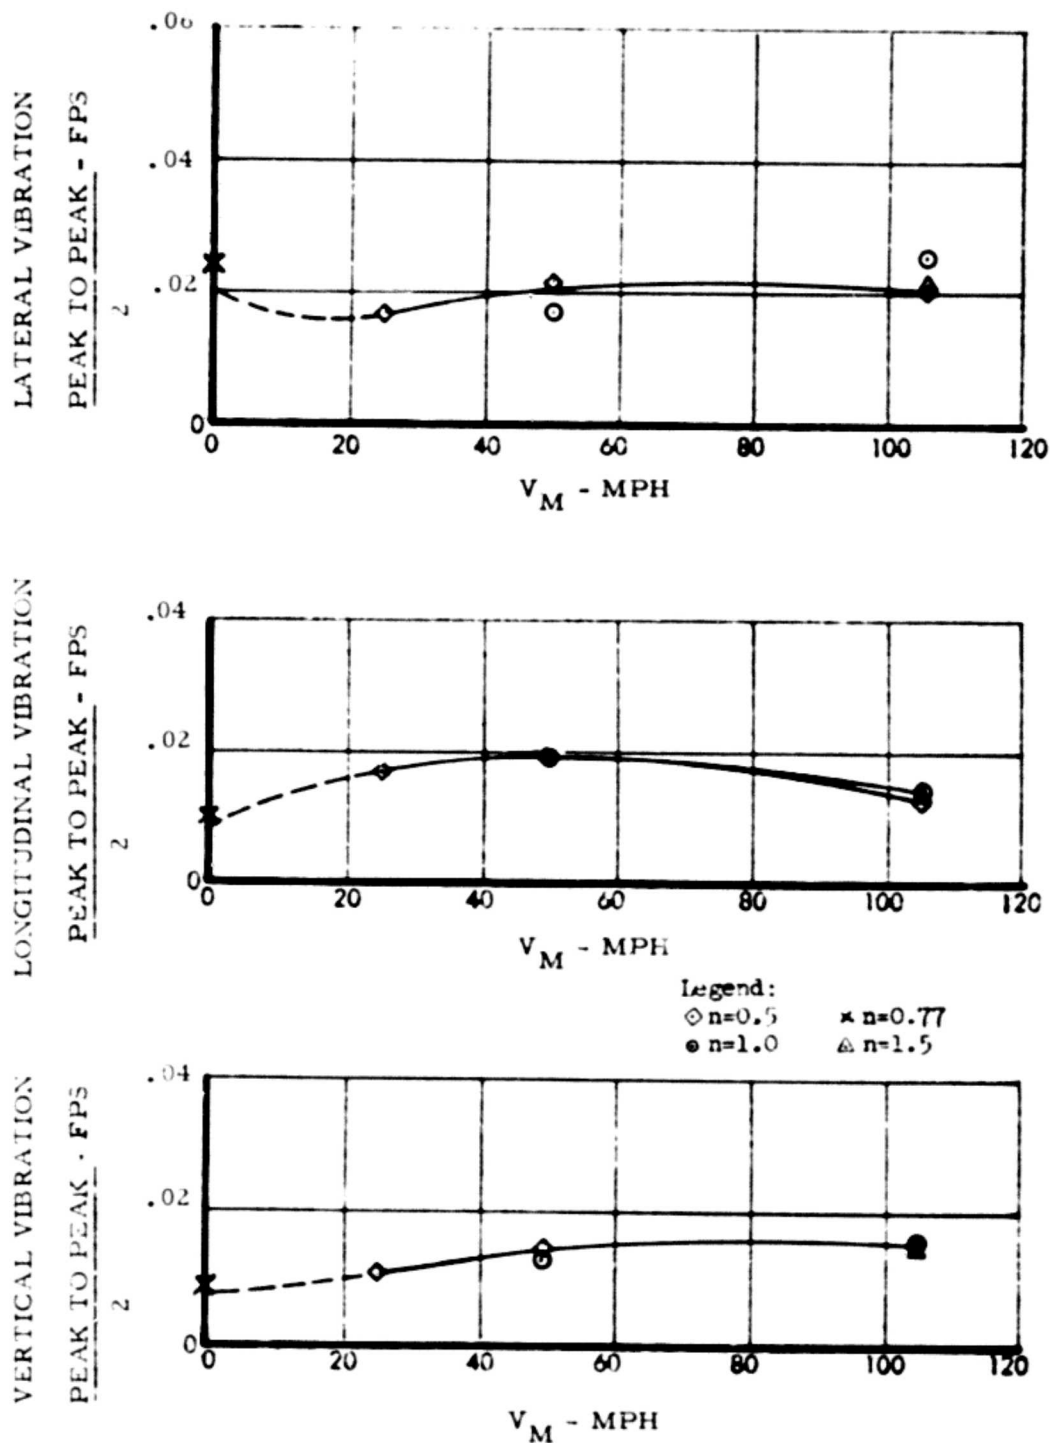 LATERAL VIBRATION
PEAK TO PEAK - FPS
2
.06
.04
.02
0
0 20 40 60 80 100 120
V_M - MPH
LONGITUDINAL VIBRATION
PEAK TO PEAK - FPS
2
.04
.02
0
0 20 40 60 80 100 120
V_M - MPH
Legend:
n=0.5 n=0.77
n=1.0 n=1.5
VERTICAL VIBRATION
PEAK TO PEAK - FPS
2
.04
.02
0
0 20 40 60 80 100 120
V_M - MPH